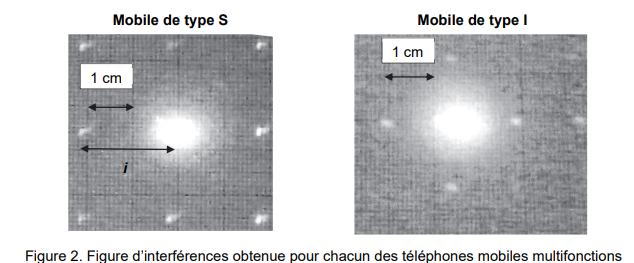 Mobile de type S
Mobile de type I
1 cm
1 cm
i
Figure 2. Figure d'interférences obtenue pour chacun des téléphones mobiles multifonctions